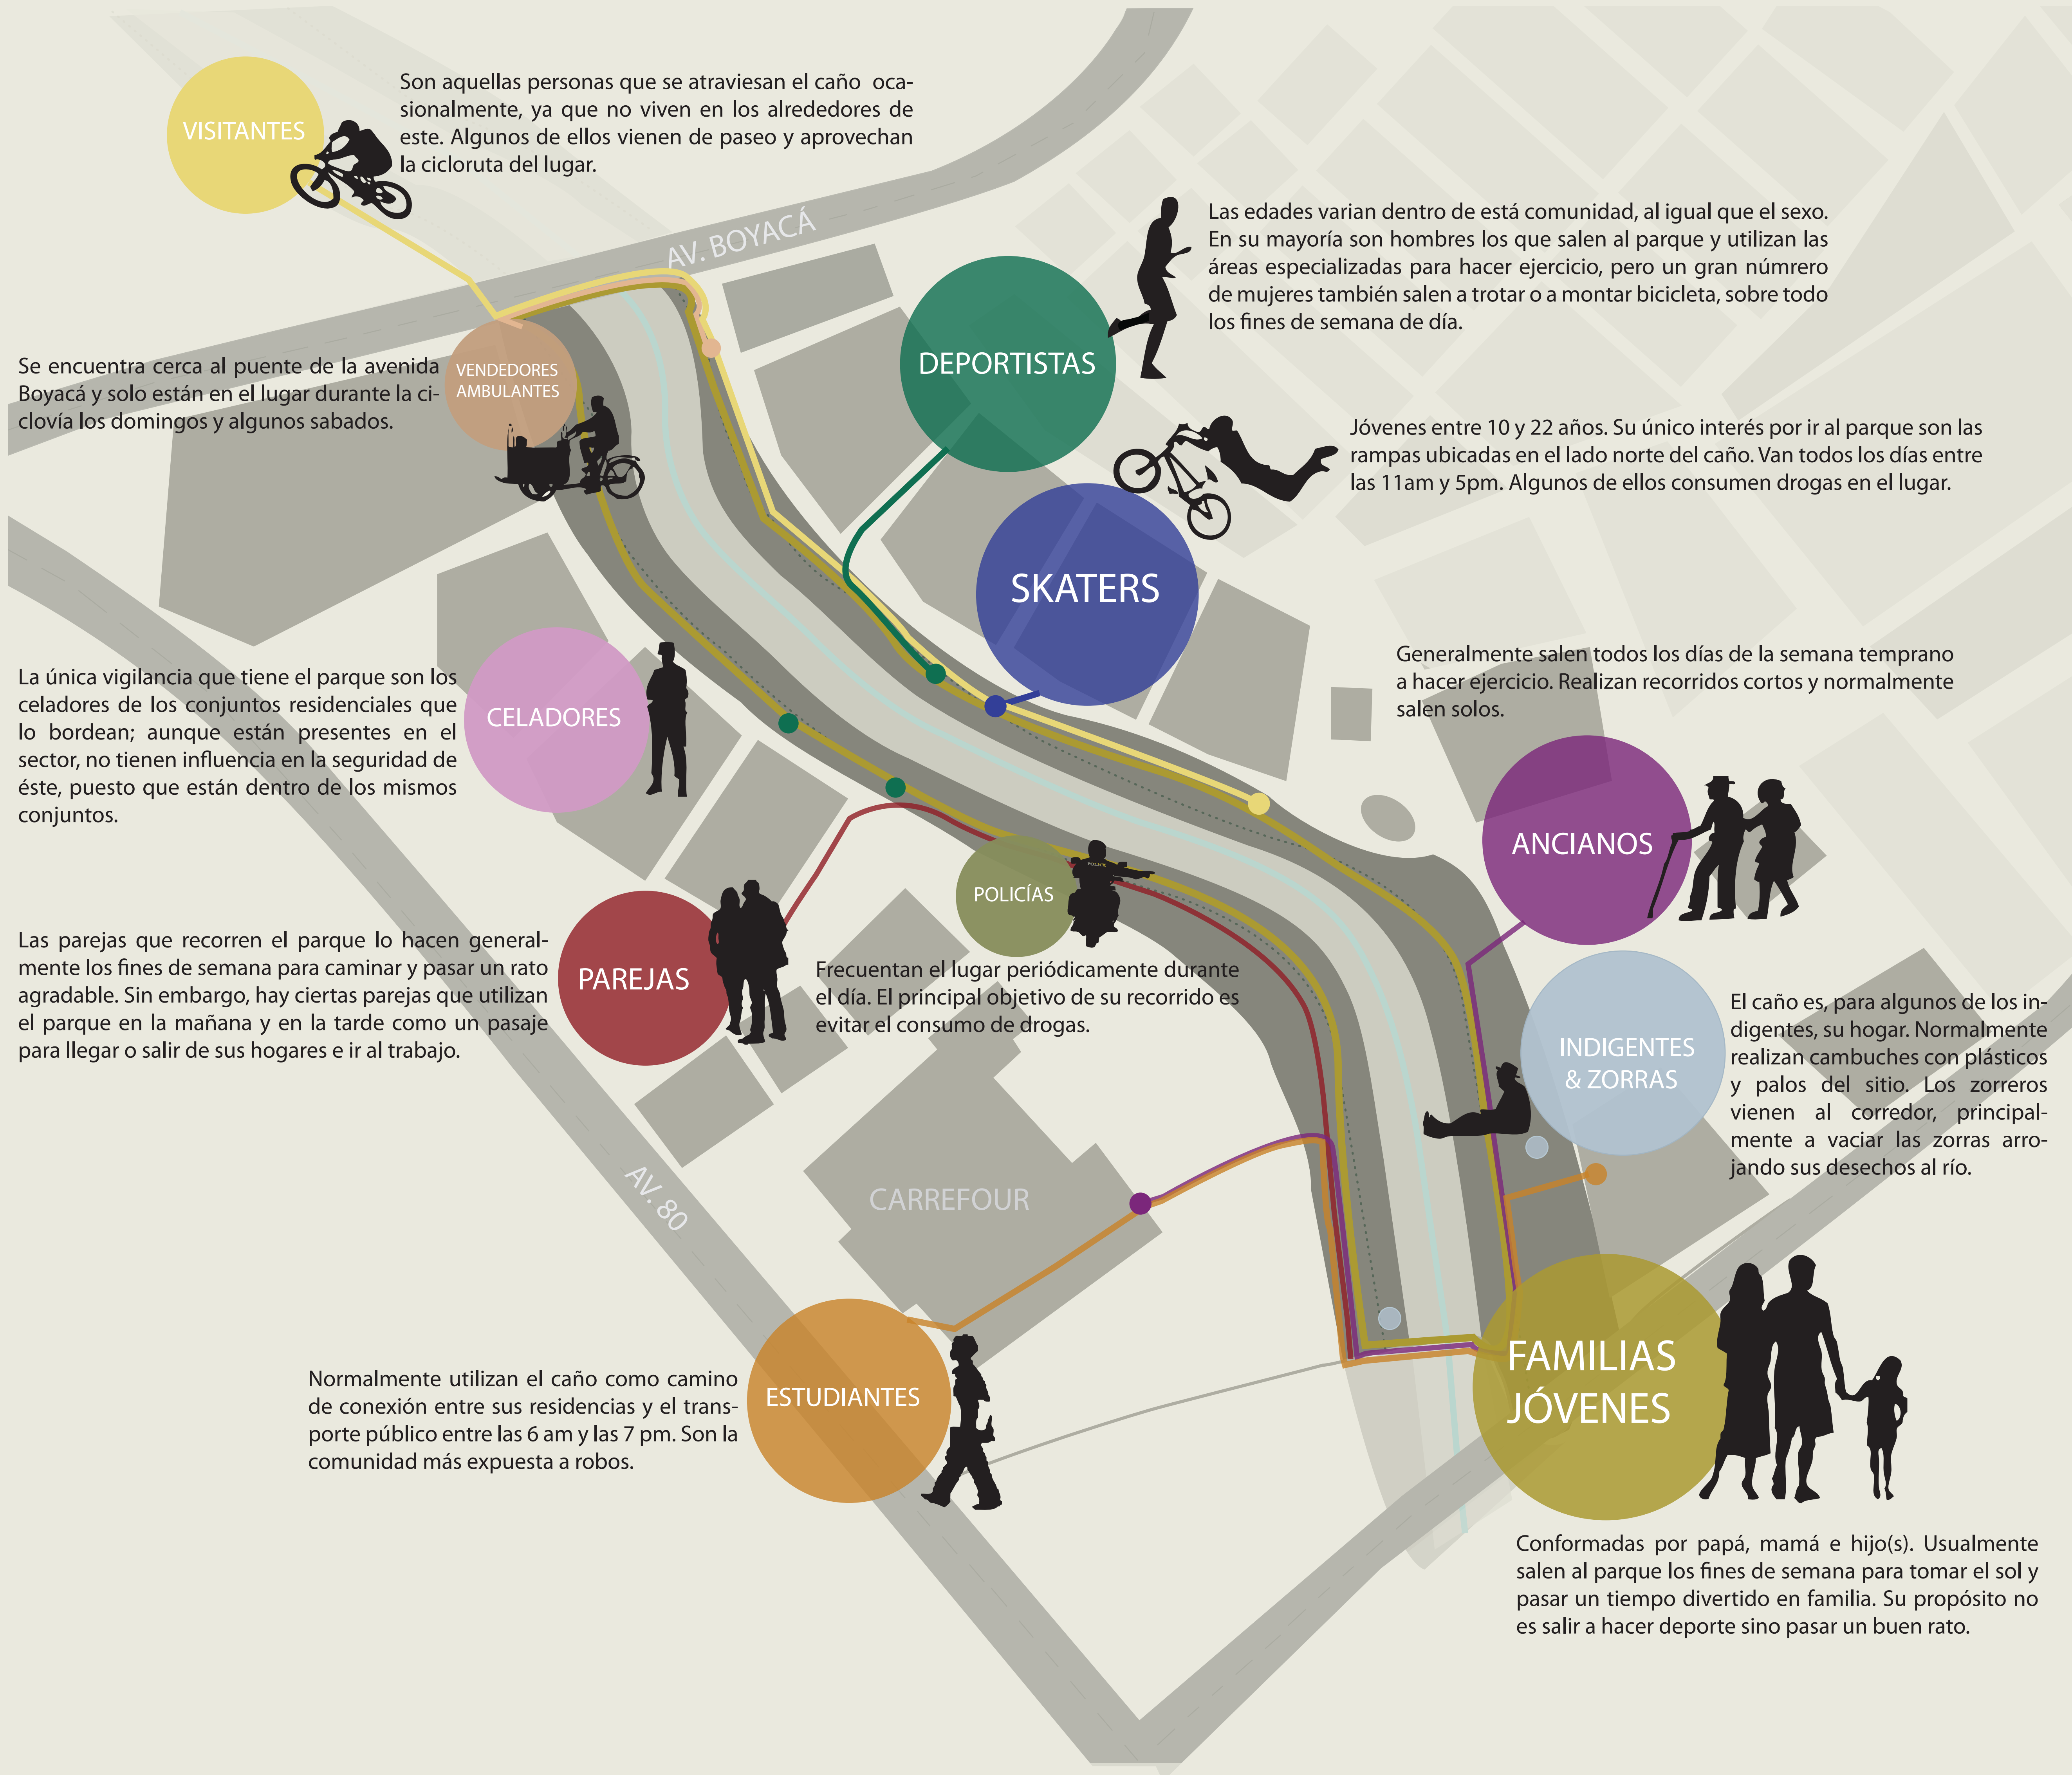 VISITANTES
Son aquellas personas que se atraviesan el caño oca-
sionalmente, ya que no viven en los alrededores de
este. Algunos de ellos vienen de paseo y aprovechan
la cicloruta del lugar.
AV. BOYACÁ
Las edades varian dentro de está comunidad, al igual que el sexo.
En su mayoría son hombres los que salen al parque y utilizan las
áreas especializadas para hacer ejercicio, pero un gran númrero
de mujeres también salen a trotar o a montar bicicleta, sobre todo
los fines de semana de día.
DEPORTISTAS
Se encuentra cerca al puente de la avenida
Boyacá y solo están en el lugar durante la ci-
clovía los domingos y algunos sabados.
VENDEDORES
AMBULANTES
Jóvenes entre 10 y 22 años. Su único interés por ir al parque son las
rampas ubicadas en el lado norte del caño. Van todos los días entre
las 11am y 5pm. Algunos de ellos consumen drogas en el lugar.
SKATERS
La única vigilancia que tiene el parque son los
celadores de los conjuntos residenciales que
lo bordean; aunque están presentes en el
sector, no tienen influencia en la seguridad de
éste, puesto que están dentro de los mismos
conjuntos.
CELADORES
Generalmente salen todos los días de la semana temprano
a hacer ejercicio. Realizan recorridos cortos y normalmente
salen solos.
ANCIANOS
POLICÍAS
POLICE
Frecuentan el lugar periódicamente durante
el día. El principal objetivo de su recorrido es
evitar el consumo de drogas.
Las parejas que recorren el parque lo hacen general-
mente los fines de semana para caminar y pasar un rato
agradable. Sin embargo, hay ciertas parejas que utilizan
el parque en la mañana y en la tarde como un pasaje
para llegar o salir de sus hogares e ir al trabajo.
PAREJAS
INDIGENTES
& ZORRAS
El caño es, para algunos de los in-
digentes, su hogar. Normalmente
realizan cambuches con plásticos
y palos del sitio. Los zorreros
vienen al corredor, principal-
mente a vaciar las zorras arro-
jando sus desechos al río.
AV. 80
CARREFOUR
Normalmente utilizan el caño como camino
de conexión entre sus residencias y el trans-
porte público entre las 6 am y las 7 pm. Son la
comunidad más expuesta a robos.
ESTUDIANTES
FAMILIAS
JÓVENES
Conformadas por papá, mamá e hijo(s). Usualmente
salen al parque los fines de semana para tomar el sol y
pasar un tiempo divertido en familia. Su propósito no
es salir a hacer deporte sino pasar un buen rato.